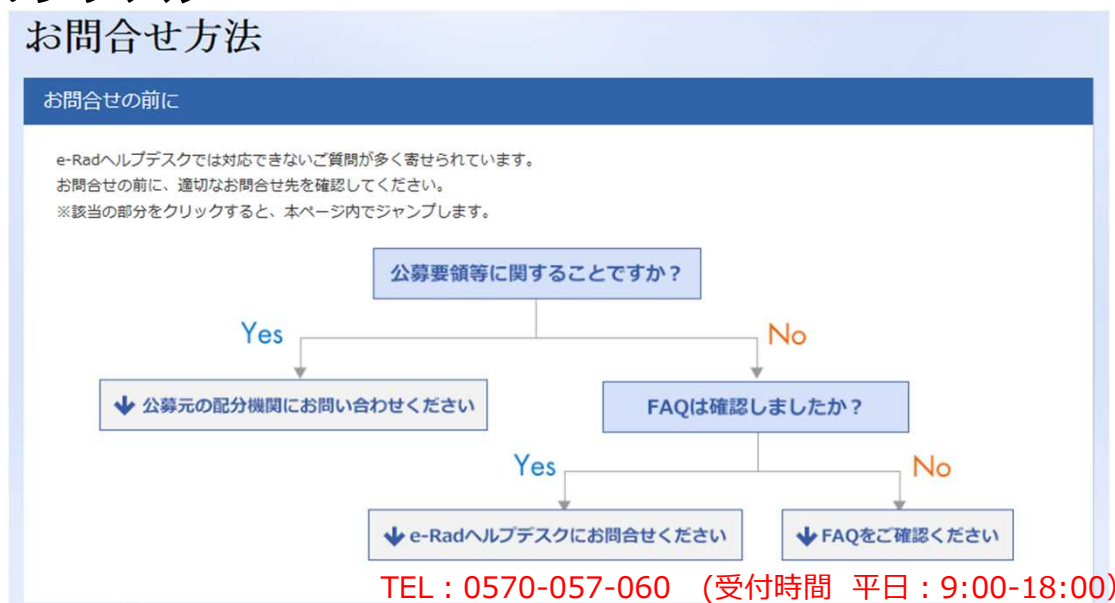 お問合せ方法
お問合せの前に
e-Radヘルプデスクでは対応できないご質問が多く寄せられています。
お問合せの前に、適切なお問合せ先を確認してください。
※該当の部分をクリックすると、本ページ内でジャンプします。
公募要領等に関することですか？
Yes
No
↓ 公募元の配分機関にお問い合わせください
FAQは確認しましたか？
Yes
No
↓ e-Radヘルプデスクにお問合せください
↓ FAQをご確認ください
TEL：0570-057-060 (受付時間 平日：9:00-18:00)